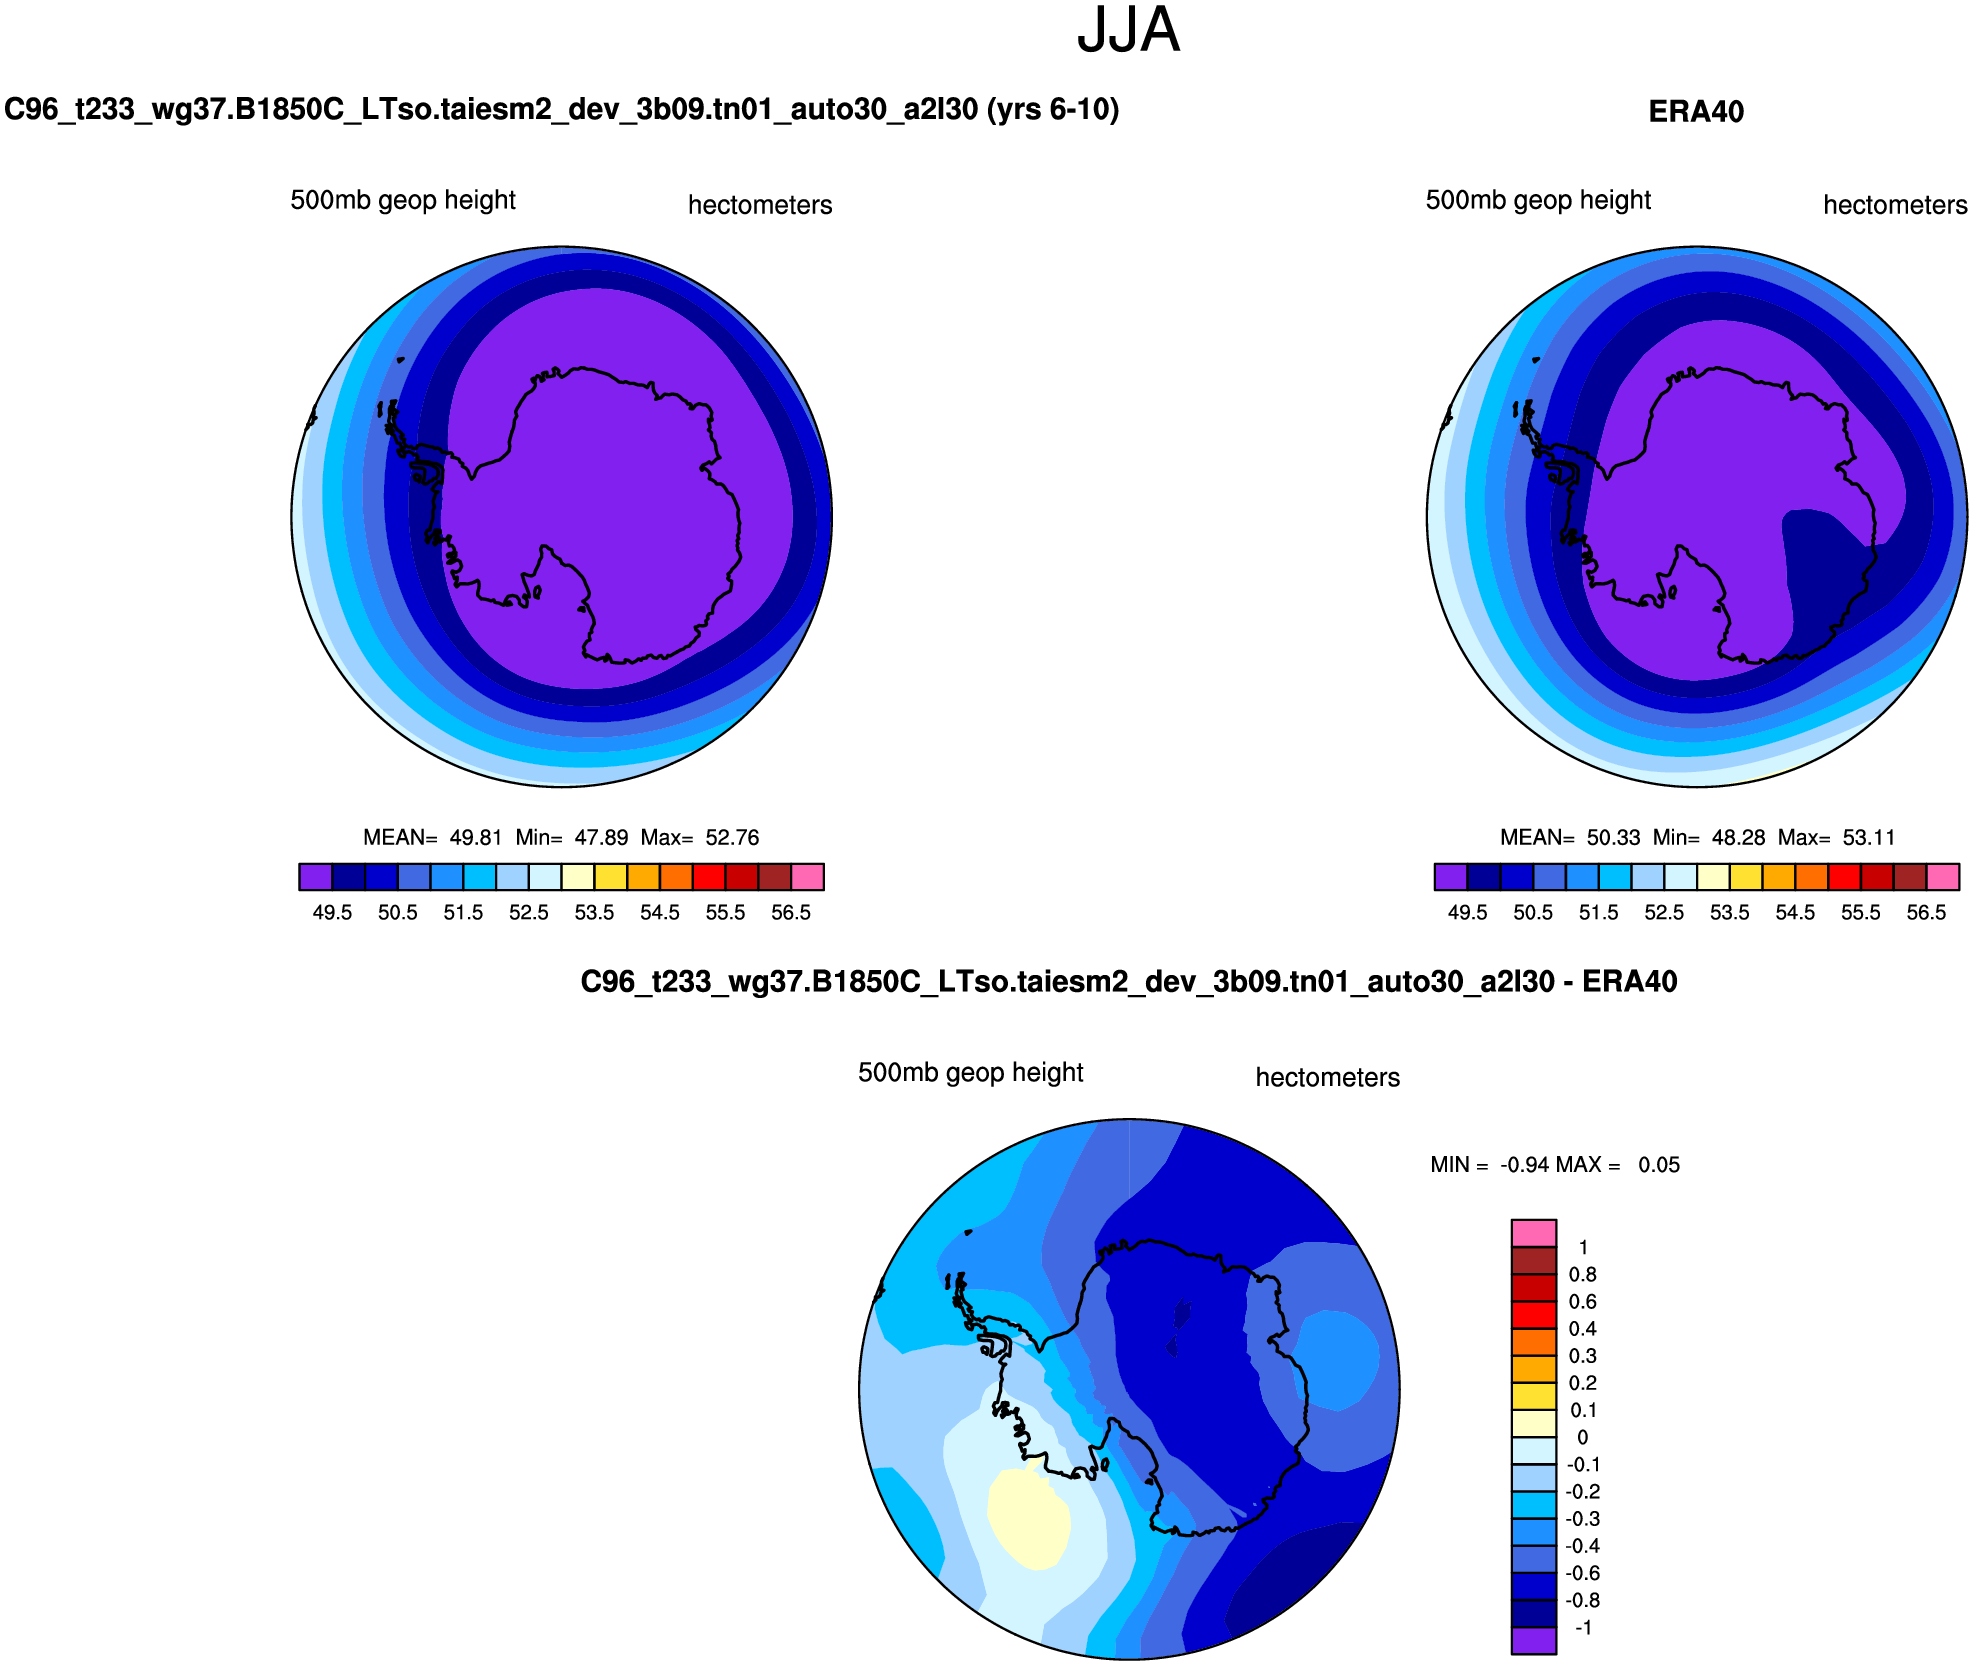 JJA
C96_t233_wg37.B1850C_LTso.taiesm2_dev_3b09.tn01_auto30_a2l30 (yrs 6-10)
ERA40
500mb geop height hectometers
500mb geop height hectometers
MEAN= 49.81 Min= 47.89 Max= 52.76
MEAN= 50.33 Min= 48.28 Max= 53.11
49.5 50.5 51.5 52.5 53.5 54.5 55.5 56.5
49.5 50.5 51.5 52.5 53.5 54.5 55.5 56.5
C96_t233_wg37.B1850C_LTso.taiesm2_dev_3b09.tn01_auto30_a2l30 - ERA40
500mb geop height hectometers
MIN = -0.94 MAX = 0.05
1
0.8
0.6
0.4
0.3
0.2
0.1
0
-0.1
-0.2
-0.3
-0.4
-0.6
-0.8
-1